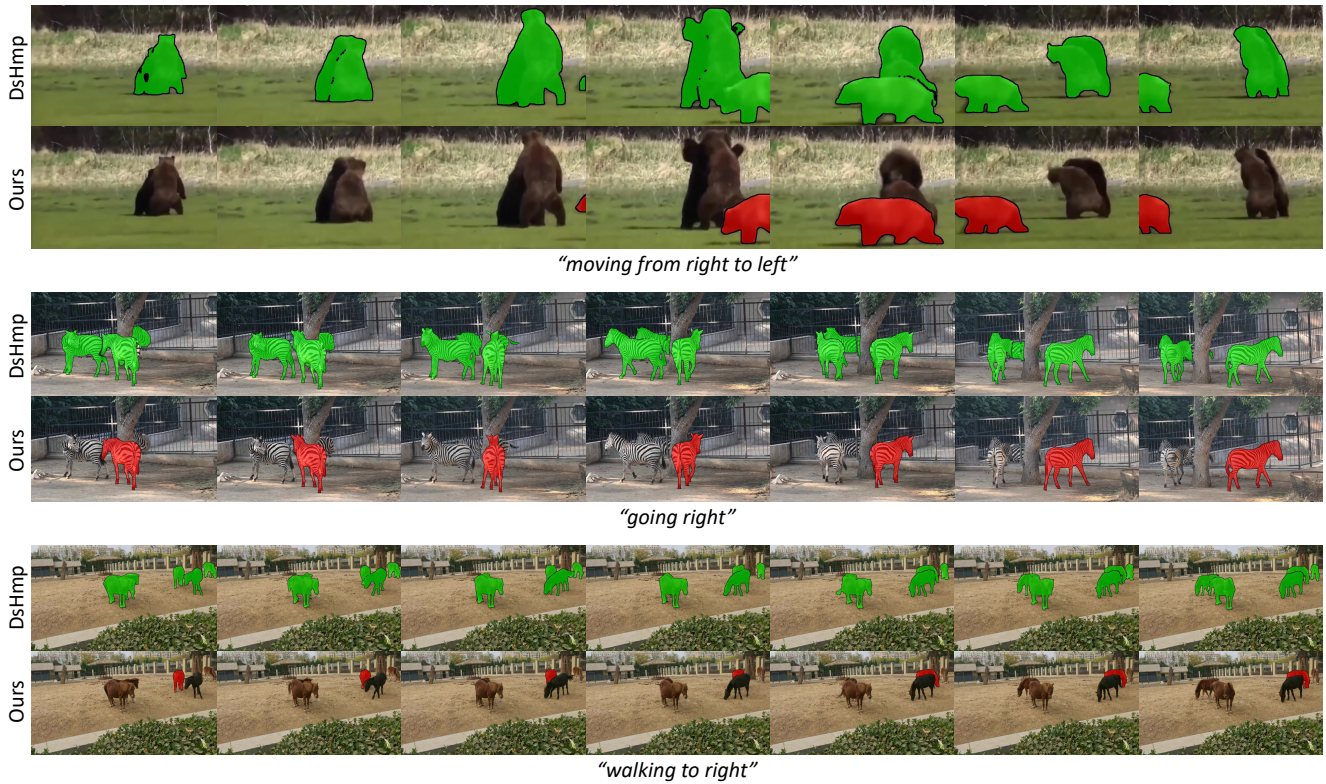 DsHmp
Ours
“moving from right to left”
DsHmp
Ours
“going right”
DsHmp
Ours
“walking to right”